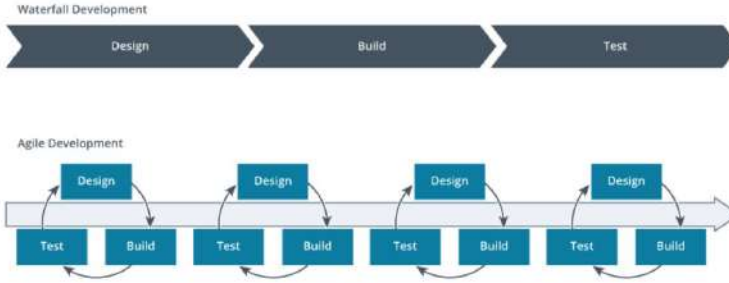 Waterfall Development
Design Build Test
Agile Development
Design Design Design Design
Test Build Test Build Test Build Test Build